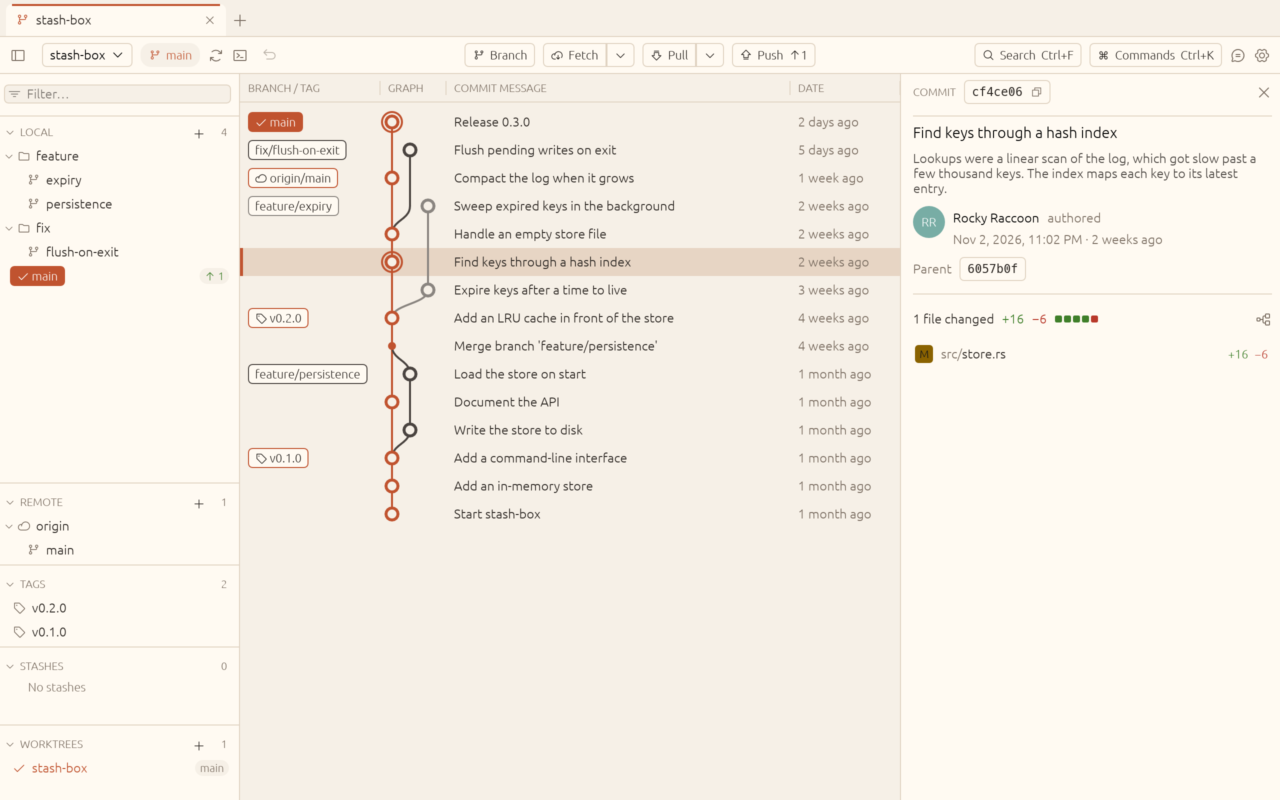 stash-box
stash-box
main
Branch
Fetch
Pull
Push ↑1
Search Ctrl+F
Commands Ctrl+K
Filter…
LOCAL 4
feature
expiry
persistence
fix
flush-on-exit
main ↑1
REMOTE 1
origin
main
TAGS 2
v0.2.0
v0.1.0
STASHES 0
No stashes
WORKTREES 1
stash-box main
BRANCH / TAG GRAPH COMMIT MESSAGE DATE
main Release 0.3.0 2 days ago
fix/flush-on-exit Flush pending writes on exit 5 days ago
origin/main Compact the log when it grows 1 week ago
feature/expiry Sweep expired keys in the background 2 weeks ago
Handle an empty store file 2 weeks ago
Find keys through a hash index 2 weeks ago
Expire keys after a time to live 3 weeks ago
v0.2.0 Add an LRU cache in front of the store 4 weeks ago
Merge branch 'feature/persistence' 4 weeks ago
feature/persistence Load the store on start 1 month ago
Document the API 1 month ago
Write the store to disk 1 month ago
v0.1.0 Add a command-line interface 1 month ago
Add an in-memory store 1 month ago
Start stash-box 1 month ago
COMMIT cf4ce06
Find keys through a hash index
Lookups were a linear scan of the log, which got slow past a
few thousand keys. The index maps each key to its latest
entry.
RR
Rocky Raccoon authored
Nov 2, 2026, 11:02 PM · 2 weeks ago
Parent 6057b0f
1 file changed +16 −6
M src/store.rs +16 −6